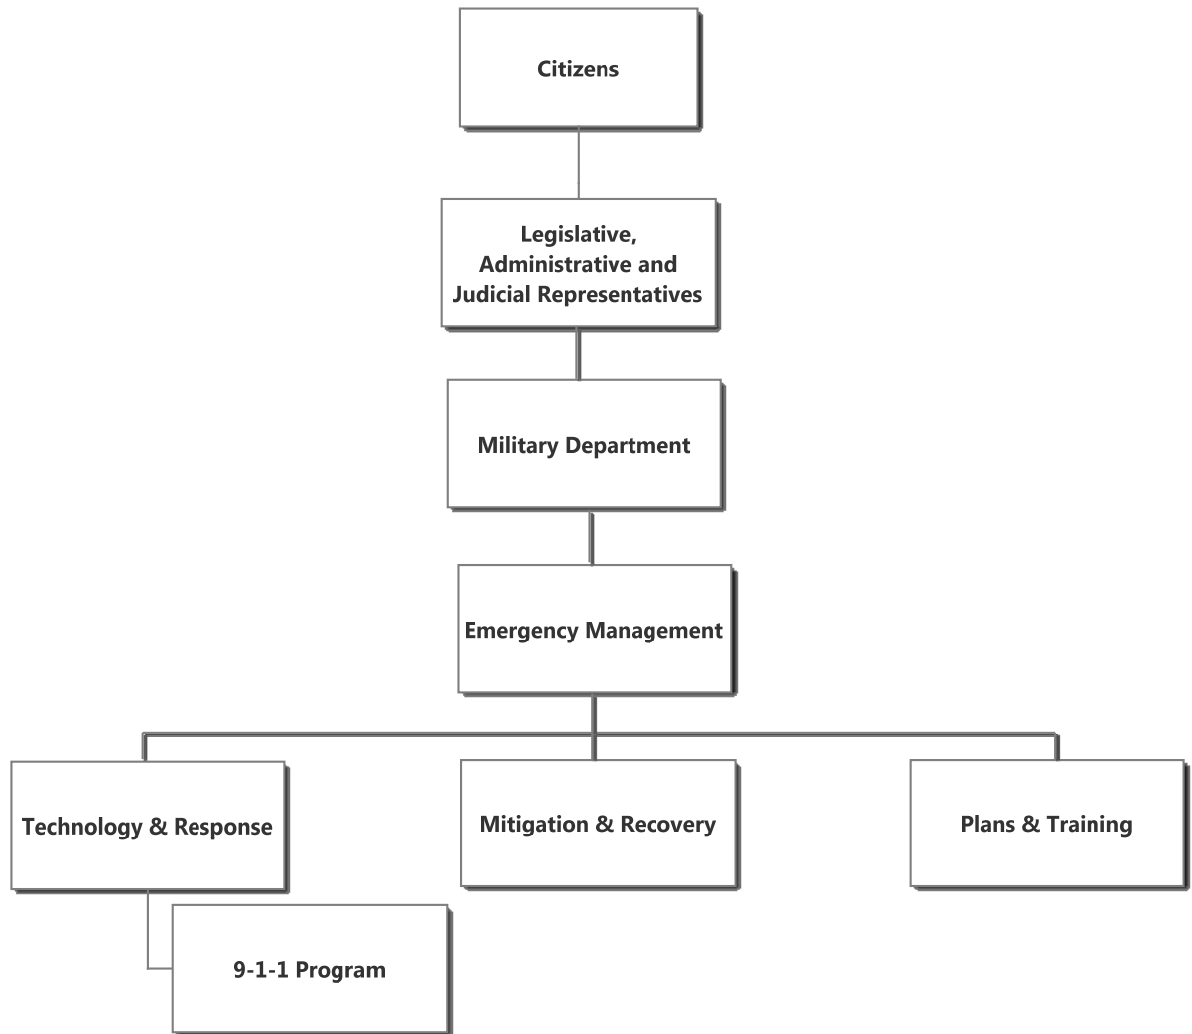 Citizens
Legislative,
Administrative and
Judicial Representatives
Military Department
Emergency Management
Technology & Response
Mitigation & Recovery
Plans & Training
9-1-1 Program